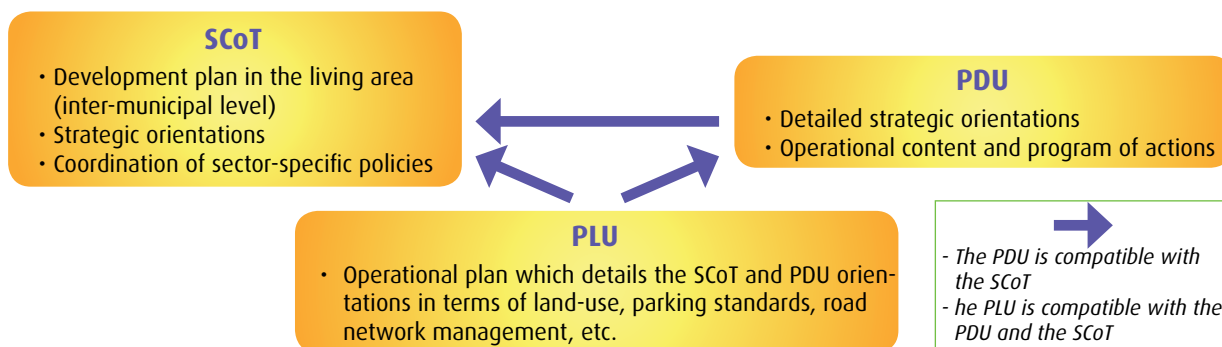 SCoT
• Development plan in the living area
(inter-municipal level)
• Strategic orientations
• Coordination of sector-specific policies
PDU
• Detailed strategic orientations
• Operational content and program of actions
PLU
• Operational plan which details the SCoT and PDU orien-
tations in terms of land-use, parking standards, road
network management, etc.
- The PDU is compatible with
the SCoT
- he PLU is compatible with the
PDU and the SCoT